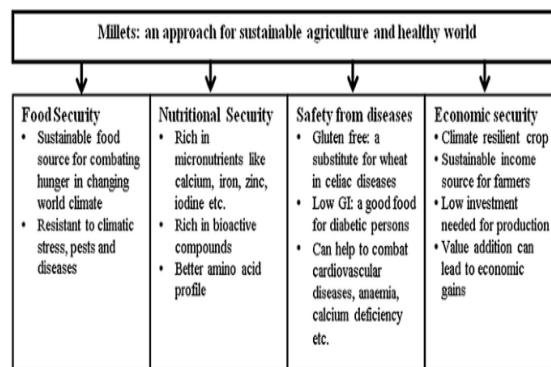 Millets: an approach for sustainable agriculture and healthy world
Food Security
• Sustainable food
source for combating
hunger in changing
world climate
• Resistant to climatic
stress, pests and
diseases
Nutritional Security
• Rich in
micronutrients like
calcium, iron, zinc,
iodine etc.
• Rich in bioactive
compounds
• Better amino acid
profile
Safety from diseases
• Gluten free: a
substitute for wheat
in celiac diseases
• Low GI: a good food
for diabetic persons
• Can help to combat
cardiovascular
diseases, anaemia,
calcium deficiency
etc.
Economic security
• Climate resilient crop
• Sustainable income
source for farmers
• Low investment
needed for production
• Value addition can
lead to economic
gains